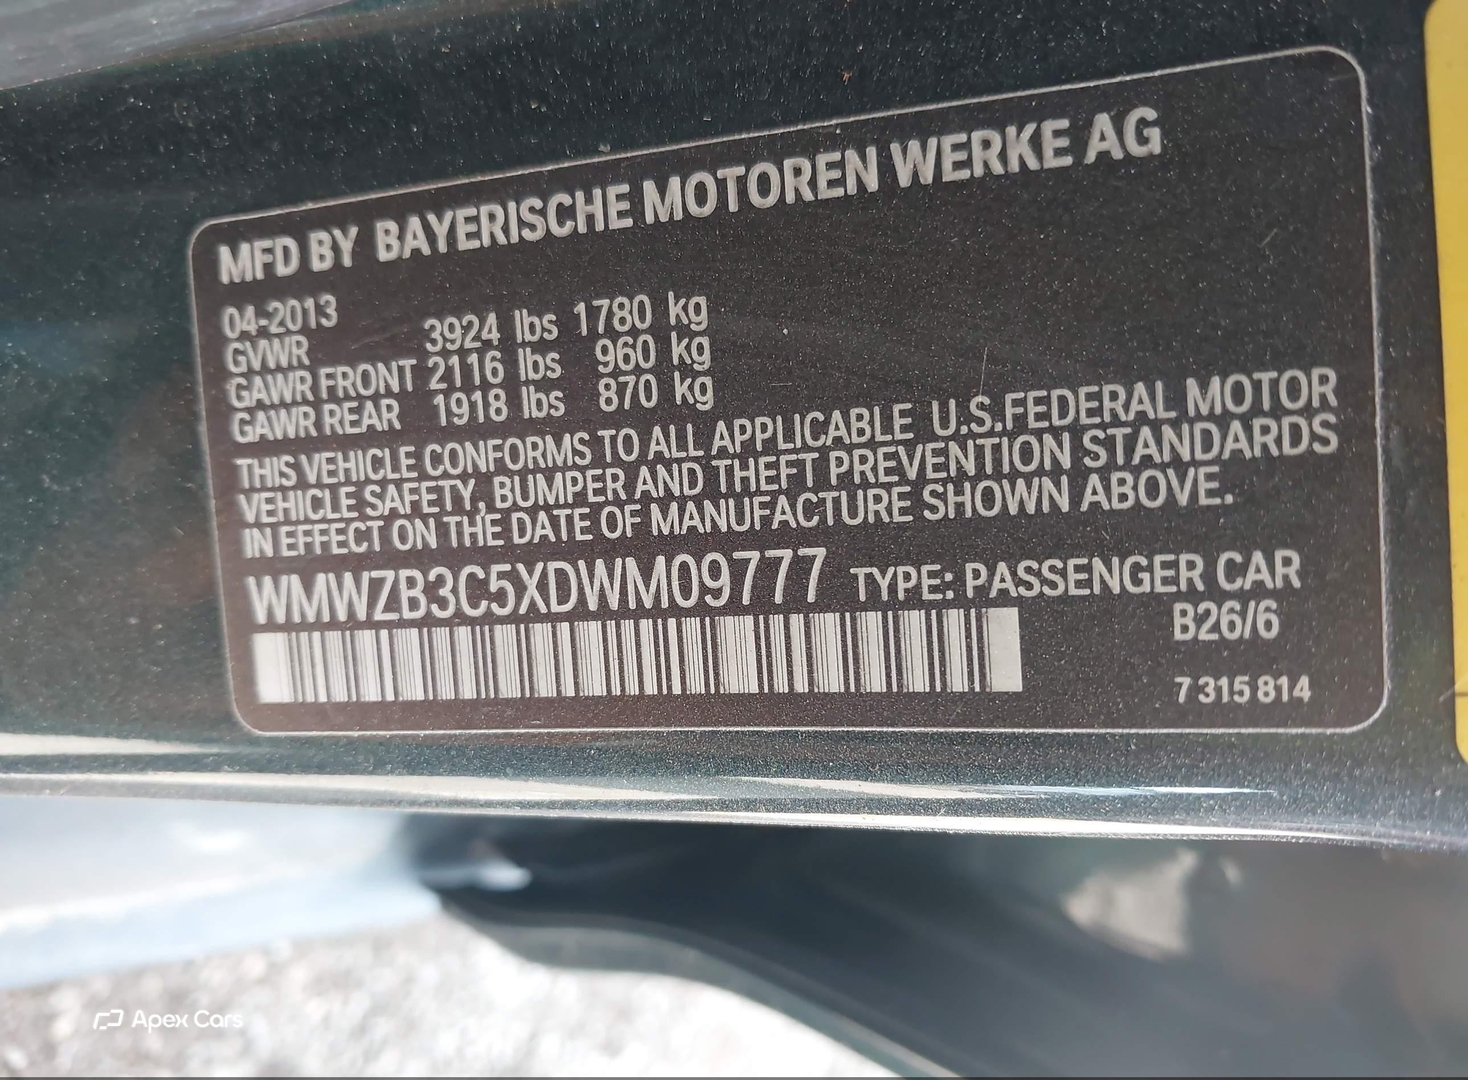 MFD BY BAYERISCHE MOTOREN WERKE AG
04-2013
GVWR 3924 lbs 1780 kg
GAWR FRONT 2116 lbs 960 kg
GAWR REAR 1918 lbs 870 kg
THIS VEHICLE CONFORMS TO ALL APPLICABLE U.S.FEDERAL MOTOR
VEHICLE SAFETY, BUMPER AND THEFT PREVENTION STANDARDS
IN EFFECT ON THE DATE OF MANUFACTURE SHOWN ABOVE.
WMWZB3C5XDWM09777 TYPE: PASSENGER CAR
B26/6
7 315 814
Apex Cars